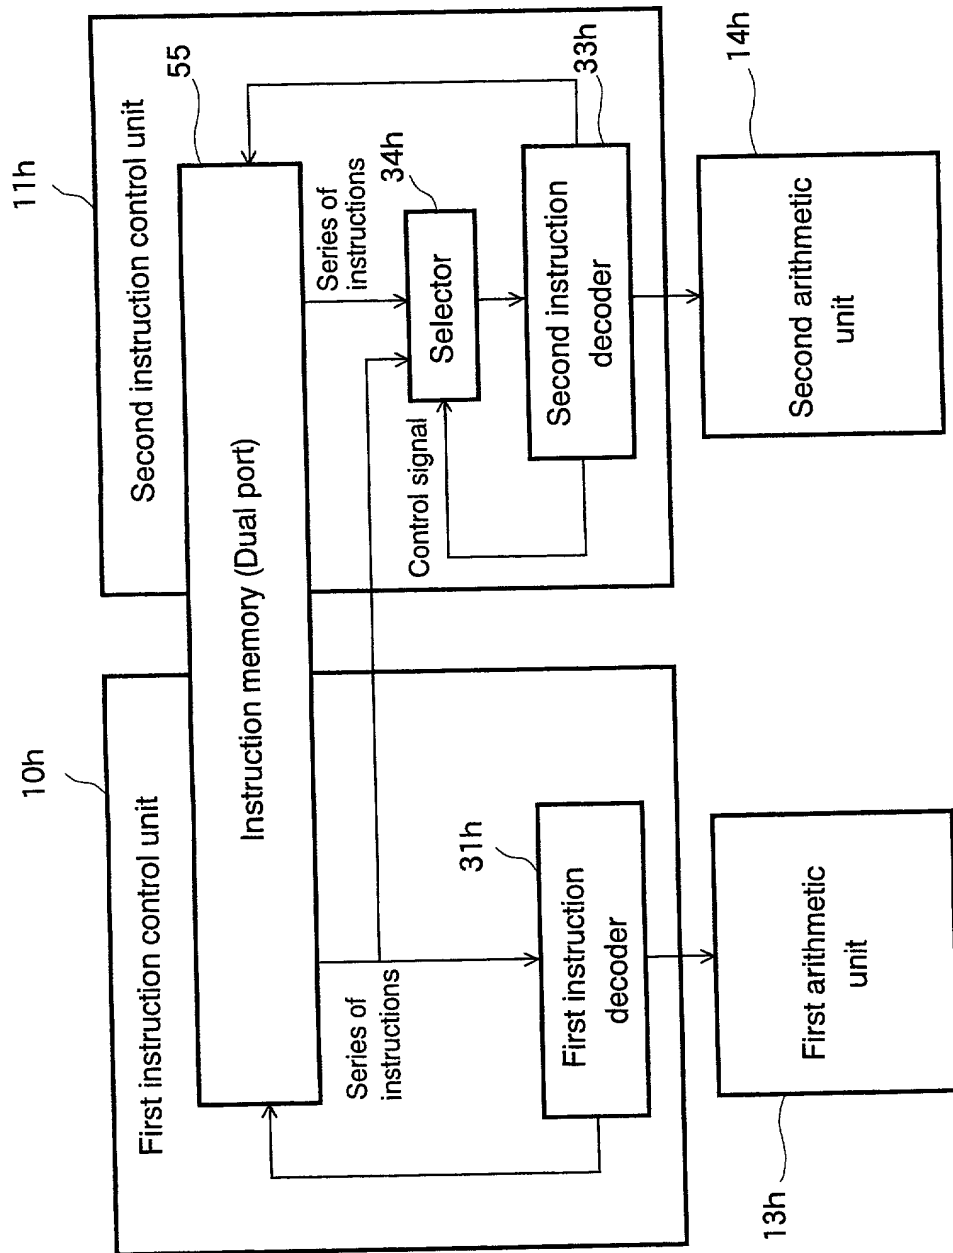 10h
11h
First instruction control unit
Second instruction control unit
55
Instruction memory (Dual port)
Series of
instructions
Series of
instructions
34h
Control signal
Selector
31h
33h
First instruction
decoder
Second instruction
decoder
14h
First arithmetic
unit
Second arithmetic
unit
13h